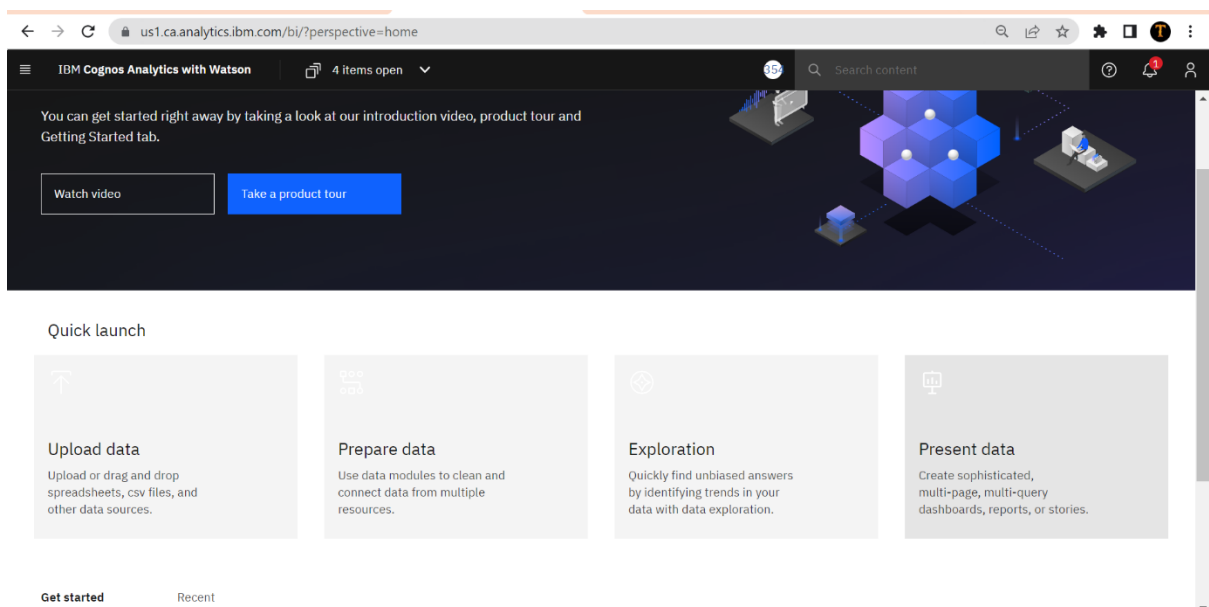 us1.ca.analytics.ibm.com/bi/?perspective=home
T
IBM Cognos Analytics with Watson
4 items open
354
Search content
1
You can get started right away by taking a look at our introduction video, product tour and
Getting Started tab.
Watch video
Take a product tour
Quick launch
Upload data
Upload or drag and drop
spreadsheets, csv files, and
other data sources.
Prepare data
Use data modules to clean and
connect data from multiple
resources.
Exploration
Quickly find unbiased answers
by identifying trends in your
data with data exploration.
Present data
Create sophisticated,
multi-page, multi-query
dashboards, reports, or stories.
Get started
Recent